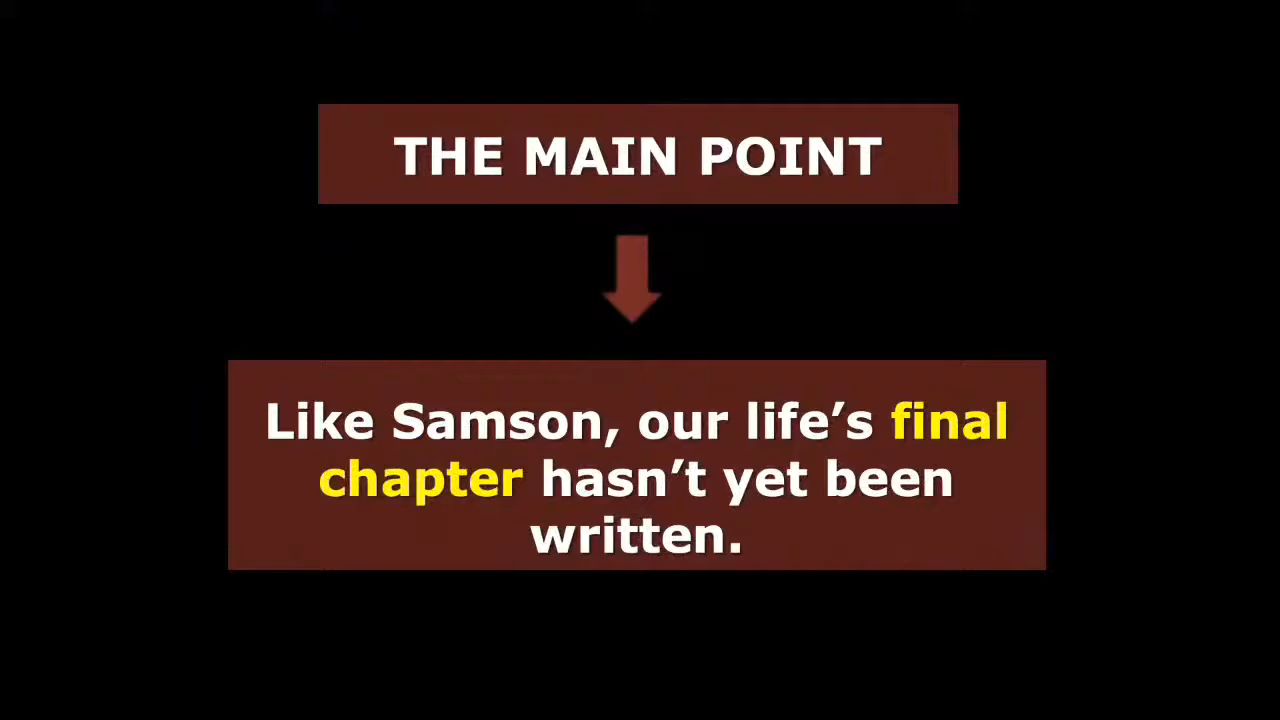 THE MAIN POINT
Like Samson, our life’s final
chapter hasn’t yet been
written.